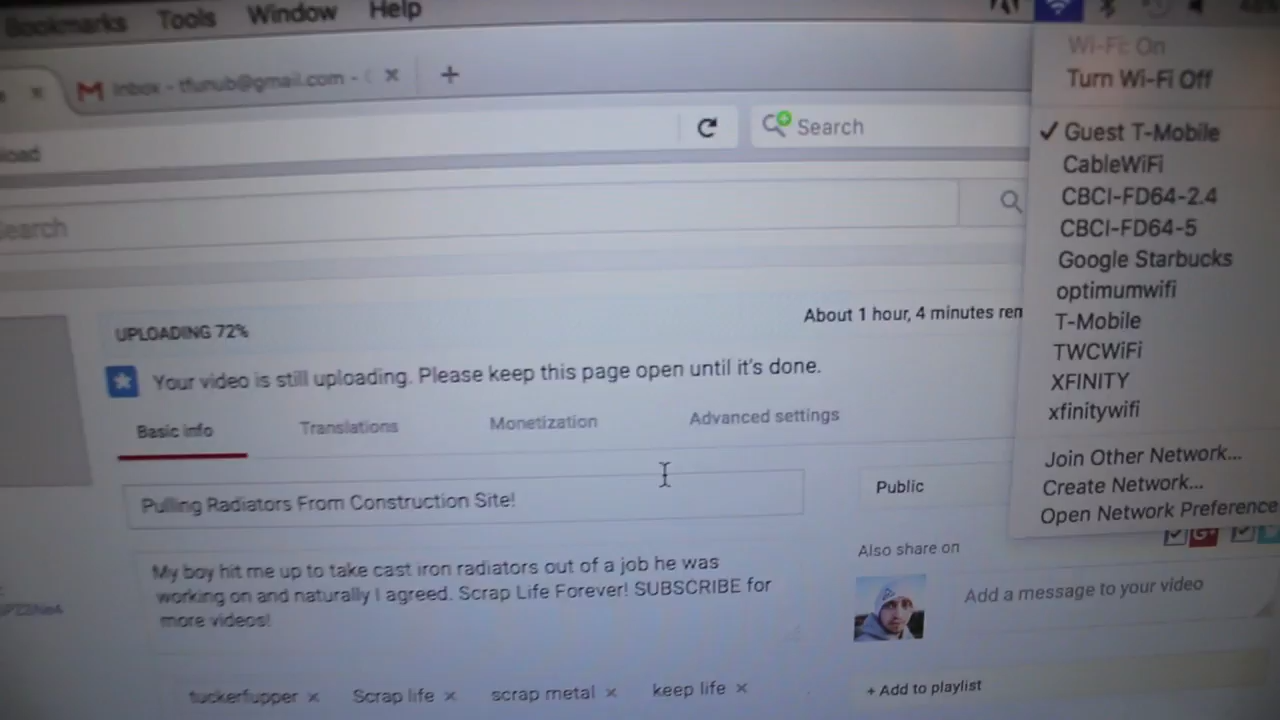 Bookmarks Tools Window Help
Inbox - tfunub@gmail.com -
Search
Search
UPLOADING 72%
About 1 hour, 4 minutes rem
Your video is still uploading. Please keep this page open until it's done.
Basic info Translations Monetization Advanced settings
Pulling Radiators From Construction Site!
My boy hit me up to take cast iron radiators out of a job he was
working on and naturally I agreed. Scrap Life Forever! SUBSCRIBE for
more videos!
tuckerfupper × Scrap life × scrap metal × keep life ×
Public
Also share on
G+
Add a message to your video
+ Add to playlist
Wi-Fi: On
Turn Wi-Fi Off
✓ Guest T-Mobile
CableWiFi
CBCI-FD64-2.4
CBCI-FD64-5
Google Starbucks
optimumwifi
T-Mobile
TWCWiFi
XFINITY
xfinitywifi
Join Other Network...
Create Network...
Open Network Preference